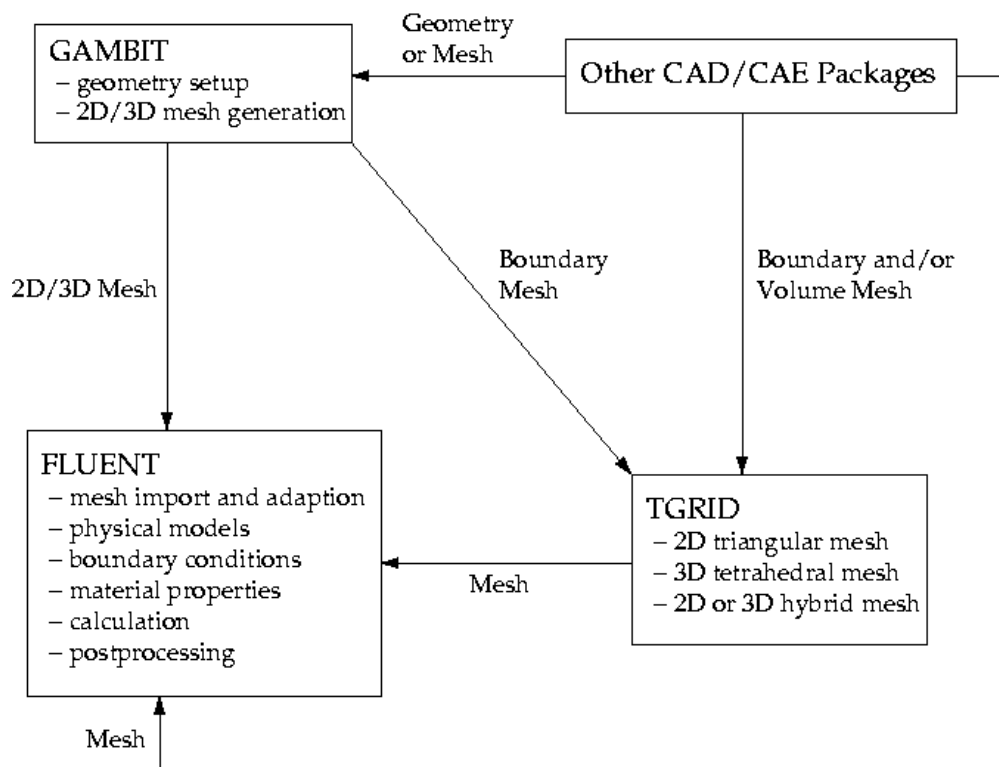 GAMBIT
– geometry setup
– 2D/3D mesh generation
Geometry
or Mesh
Other CAD/CAE Packages
2D/3D Mesh
Boundary
Mesh
Boundary and/or
Volume Mesh
FLUENT
– mesh import and adaption
– physical models
– boundary conditions
– material properties
– calculation
– postprocessing
Mesh
TGRID
– 2D triangular mesh
– 3D tetrahedral mesh
– 2D or 3D hybrid mesh
Mesh